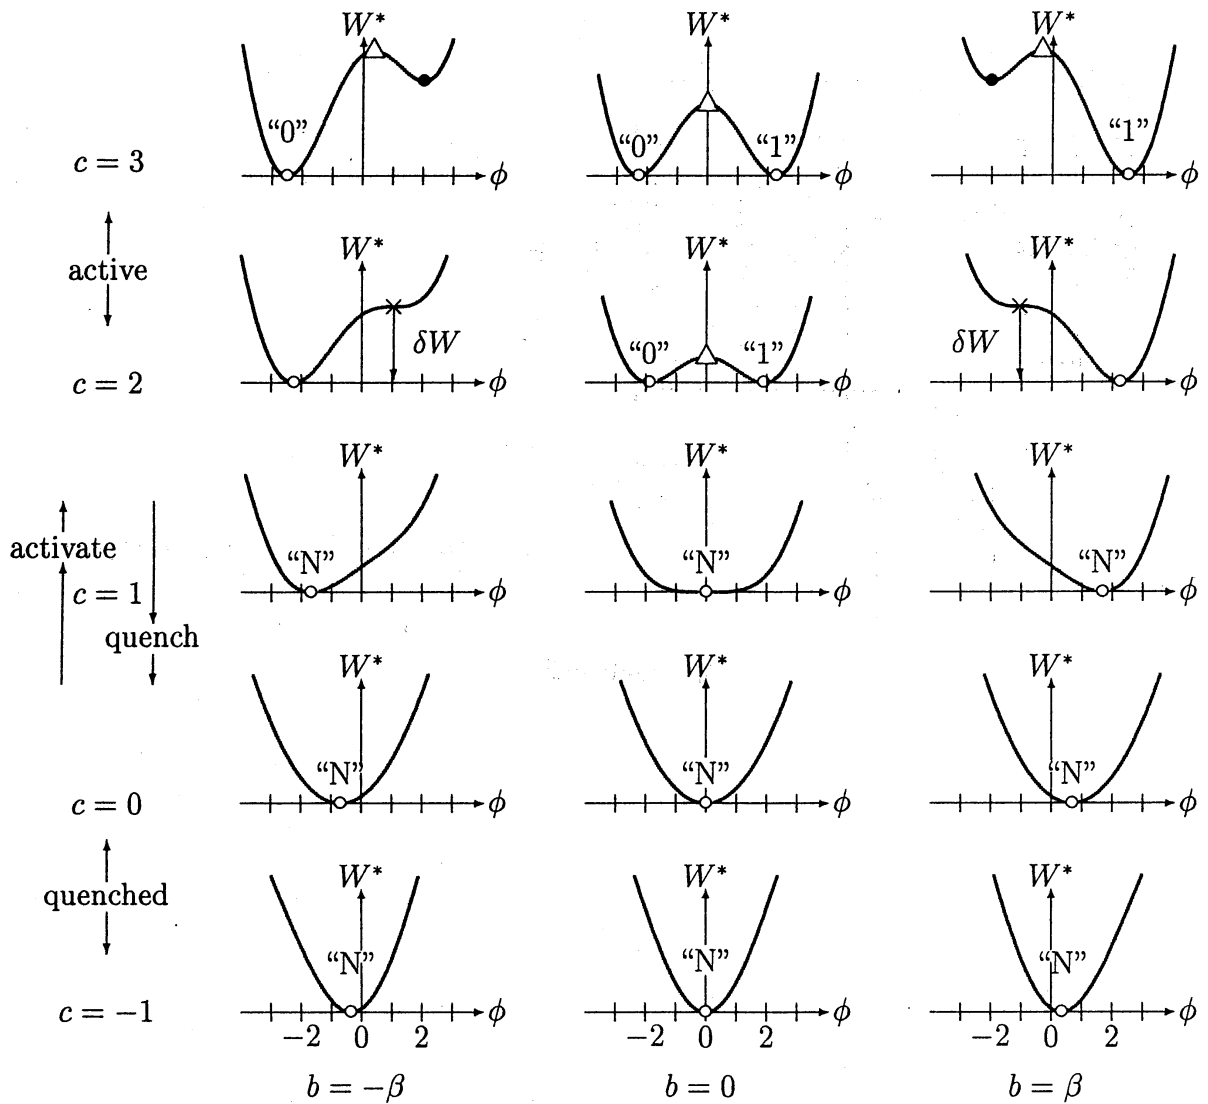 W* W* W*
“0” “0” “1” “1”
c = 3 ϕ ϕ ϕ
active
W* W* W*
δW “0” “1” δW
c = 2 ϕ ϕ ϕ
W* W* W*
activate “N” “N” “N”
c = 1 ϕ ϕ ϕ
quench
W* W* W*
“N” “N” “N”
c = 0 ϕ ϕ ϕ
quenched
W* W* W*
“N” “N” “N”
c = −1 ϕ ϕ ϕ
−2 0 2 −2 0 2 −2 0 2
b = −β b = 0 b = β